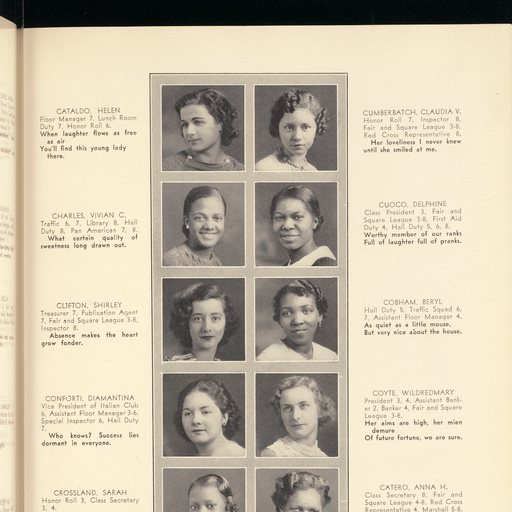 CATALDO, HELEN
Floor Manager 7, Lunch Room
Duty 7, Honor Roll 6.
When laughter flows as free
as air
You'll find this young lady
there.
CHARLES, VIVIAN C.
Traffic 6, 7, Library 8, Hall
Duty 8, Pan American 7, 8.
What certain quality of
sweetness long drawn out.
CLIFTON, SHIRLEY
Treasurer 7, Publication Agent
7, Fair and Square League 3-8,
Inspector 8.
Absence makes the heart
grow fonder.
CONFORTI, DIAMANTINA
Vice President of Italian Club
6, Assistant Floor Manager 3-6,
Special Inspector 6, Hall Duty
7.
Who knows? Success lies
dormant in everyone.
CROSSLAND, SARAH
Honor Roll 3, Class Secretary
3, 4.
CUMBERBATCH, CLAUDIA V.
Honor Roll 7, Inspector 8,
Fair and Square League 3-8,
Red Cross Representative 8.
Her loveliness I never knew
until she smiled at me.
CUOCO, DELPHINE
Class President 3, Fair and
Square League 3-8, First Aid
Duty 4, Hall Duty 5, 6, 8.
Worthy member of our ranks
Full of laughter full of pranks.
COBHAM, BERYL
Hall Duty 5, Traffic Squad 6,
7, Assistant Floor Manager 4.
As quiet as a little mouse,
But very nice about the house.
COYTE, WILDREDMARY
President 3, 4, Assistant Bank-
er 2, Banker 4, Fair and Square
League 3-8.
Her aims are high, her mien
demure
Of future fortune, we are sure.
CATERO, ANNA H.
Class Secretary 8, Fair and
Square League 4-8, Red Cross
Representative 4, Marshall 5-8,